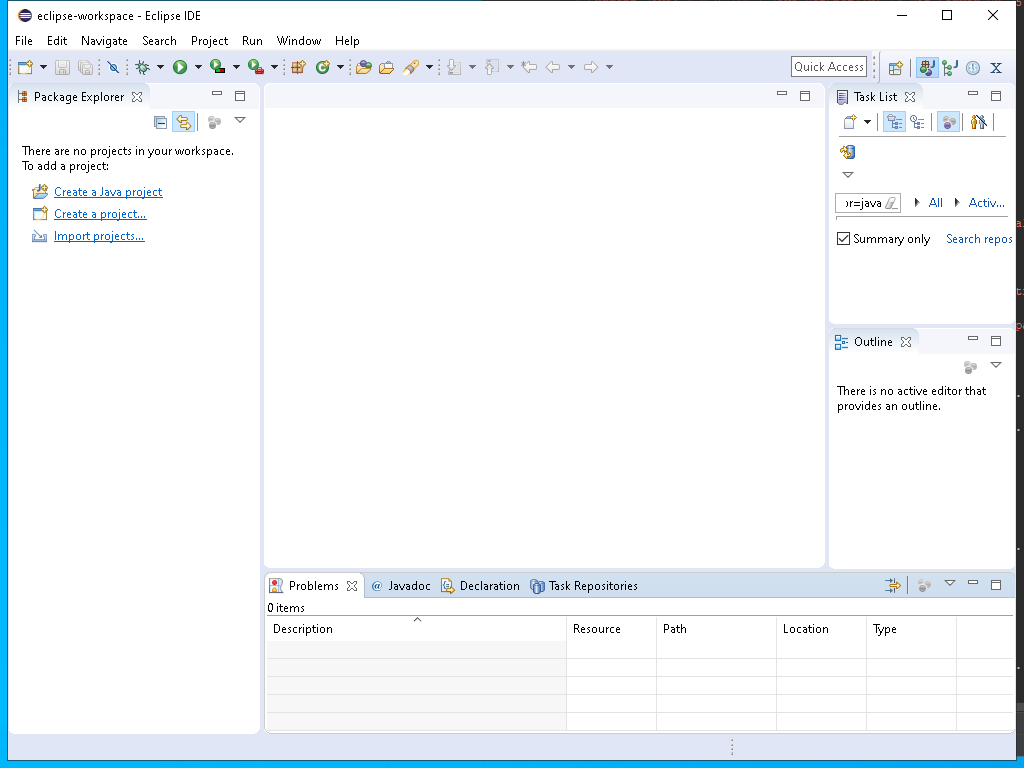 eclipse-workspace - Eclipse IDE
File Edit Navigate Search Project Run Window Help
Quick Access
Package Explorer
There are no projects in your workspace.
To add a project:
Create a Java project
Create a project...
Import projects...
Task List
or=java All Activ...
Summary only Search repos
Outline
There is no active editor that
provides an outline.
Problems @ Javadoc Declaration Task Repositories
0 items
Description Resource Path Location Type